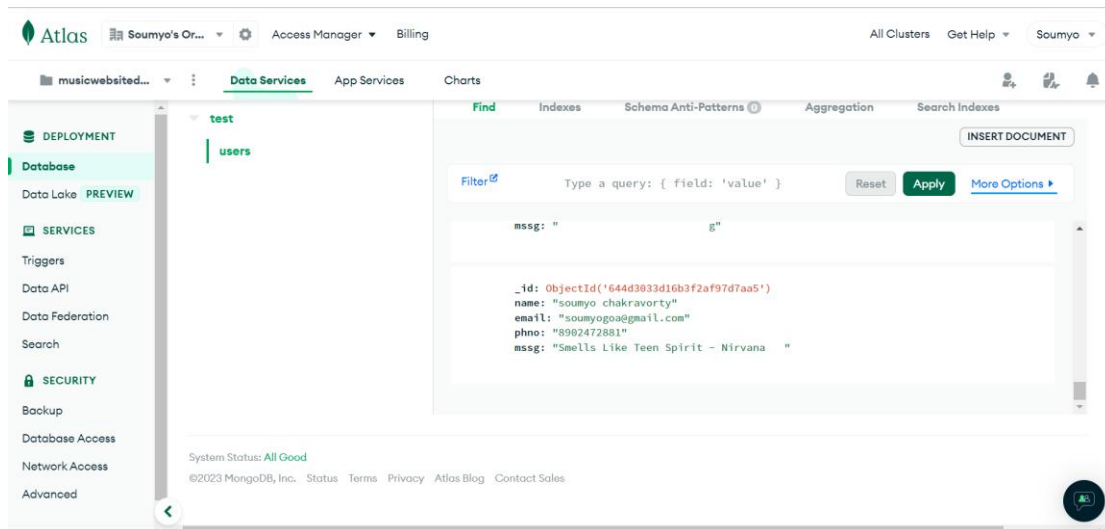 Atlas Soumyo's Or... Access Manager Billing All Clusters Get Help Soumyo
musicwebsited... Data Services App Services Charts
DEPLOYMENT
Database
Data Lake PREVIEW
SERVICES
Triggers
Data API
Data Federation
Search
SECURITY
Backup
Database Access
Network Access
Advanced
test
users
Find Indexes Schema Anti-Patterns 0 Aggregation Search Indexes
INSERT DOCUMENT
Filter Type a query: { field: 'value' } Reset Apply More Options
mssg: " g"
_id: ObjectId('644d3033d16b3f2af97d7aa5')
name: "soumyo chakravorty"
email: "soumyogoa@gmail.com"
phno: "8902472881"
mssg: "Smells Like Teen Spirit - Nirvana "
System Status: All Good
©2023 MongoDB, Inc. Status Terms Privacy Atlas Blog Contact Sales